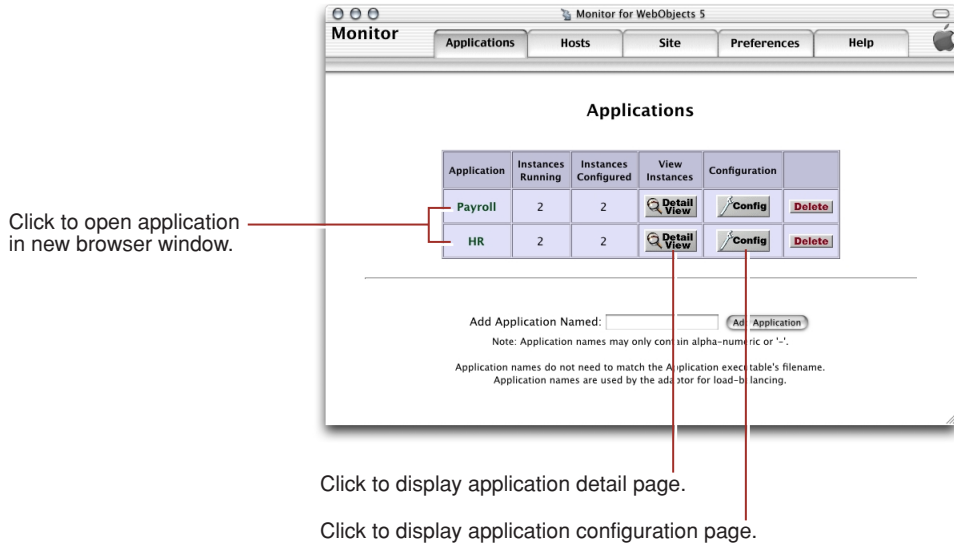 Monitor for WebObjects 5
Monitor
Applications Hosts Site Preferences Help
Applications
Application Instances Running Instances Configured View Instances Configuration
Payroll 2 2 Detail View Config Delete
HR 2 2 Detail View Config Delete
Click to open application
in new browser window.
Add Application Named: Add Application
Note: Application names may only contain alpha-numeric or '-'.
Application names do not need to match the Application executable's filename.
Application names are used by the adaptor for load-balancing.
Click to display application detail page.
Click to display application configuration page.